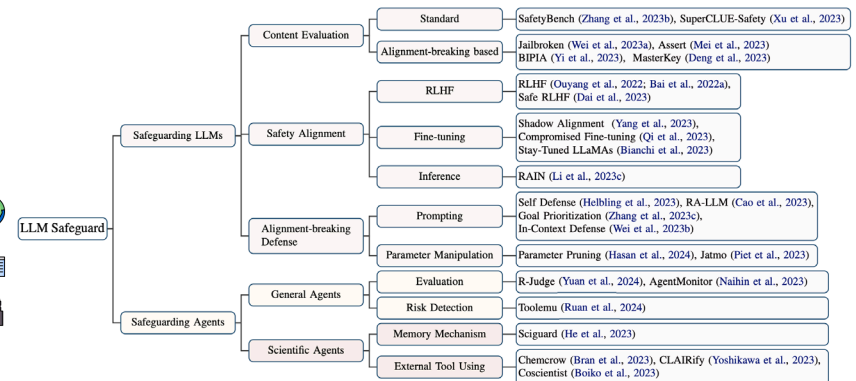 LLM Safeguard
Safeguarding LLMs
Content Evaluation
Standard
SafetyBench (Zhang et al., 2023b), SuperCLUE-Safety (Xu et al., 2023)
Alignment-breaking based
Jailbroken (Wei et al., 2023a), Assert (Mei et al., 2023)
BIPIA (Yi et al., 2023), MasterKey (Deng et al., 2023)
Safety Alignment
RLHF
RLHF (Ouyang et al., 2022; Bai et al., 2022a),
Safe RLHF (Dai et al., 2023)
Fine-tuning
Shadow Alignment (Yang et al., 2023),
Compromised Fine-tuning (Qi et al., 2023),
Stay-Tuned LLaMAs (Bianchi et al., 2023)
Inference
RAIN (Li et al., 2023c)
Alignment-breaking
Defense
Prompting
Self Defense (Helbling et al., 2023), RA-LLM (Cao et al., 2023),
Goal Prioritization (Zhang et al., 2023c),
In-Context Defense (Wei et al., 2023b)
Parameter Manipulation
Parameter Pruning (Hasan et al., 2024), Jatmo (Piet et al., 2023)
Safeguarding Agents
General Agents
Evaluation
R-Judge (Yuan et al., 2024), AgentMonitor (Naihin et al., 2023)
Risk Detection
Toolemu (Ruan et al., 2024)
Scientific Agents
Memory Mechanism
Sciguard (He et al., 2023)
External Tool Using
Chemcrow (Bran et al., 2023), CLAIRify (Yoshikawa et al., 2023),
Coscientist (Boiko et al., 2023)